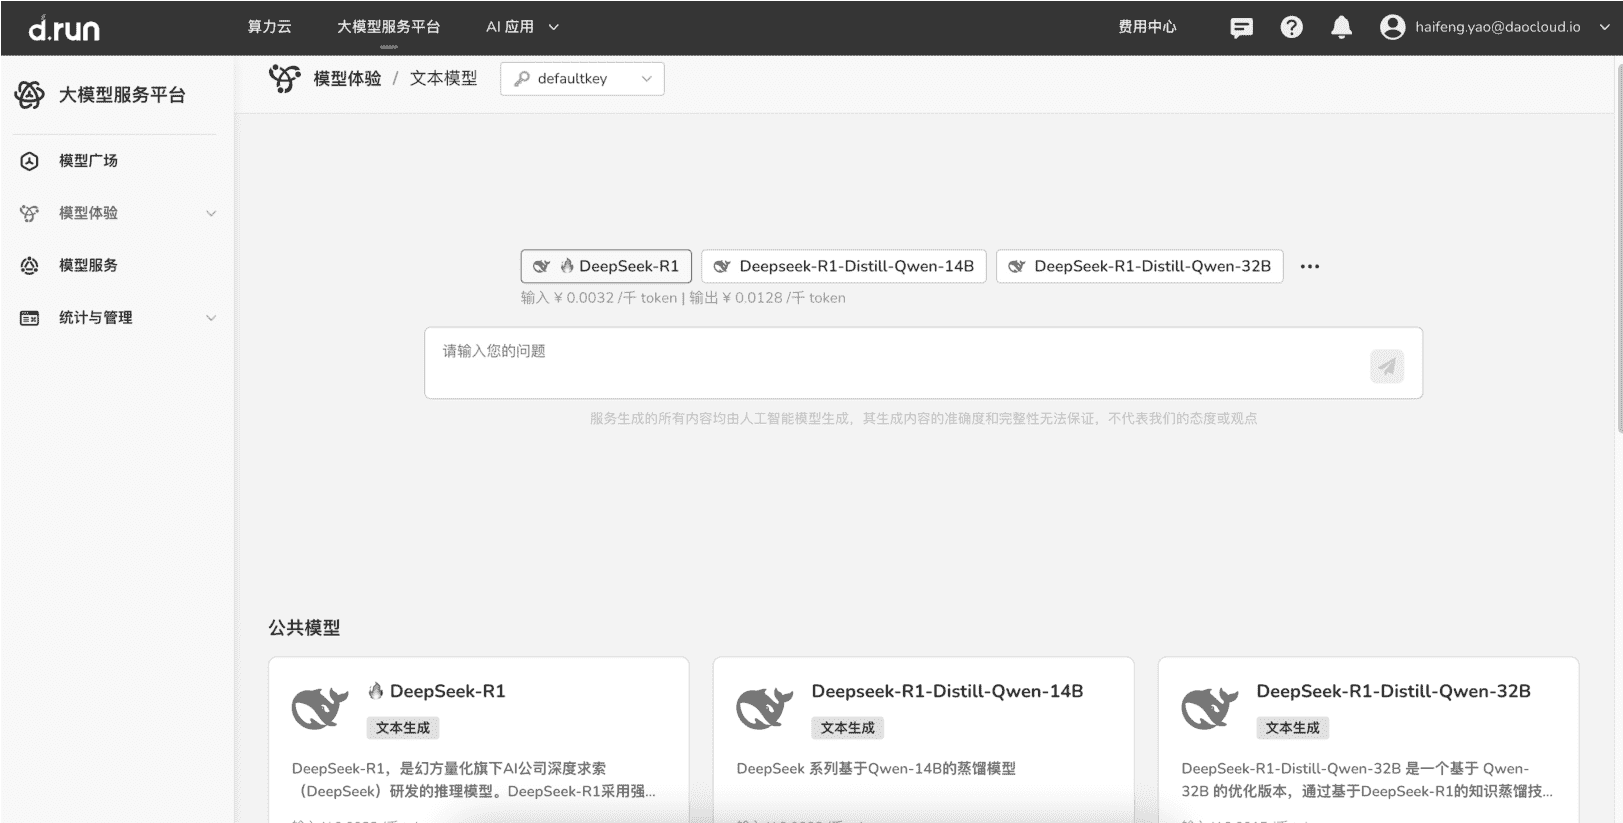 d.run
算力云
大模型服务平台
AI 应用
费用中心
haifeng.yao@daocloud.io
大模型服务平台
模型体验 / 文本模型
defaultkey
模型广场
模型体验
模型服务
统计与管理
DeepSeek-R1
Deepseek-R1-Distill-Qwen-14B
DeepSeek-R1-Distill-Qwen-32B
输入 ¥ 0.0032 /千 token | 输出 ¥ 0.0128 /千 token
请输入您的问题
服务生成的所有内容均由人工智能模型生成，其生成内容的准确度和完整性无法保证，不代表我们的态度或观点
公共模型
DeepSeek-R1
文本生成
DeepSeek-R1，是幻方量化旗下AI公司深度求索
（DeepSeek）研发的推理模型。DeepSeek-R1采用强...
Deepseek-R1-Distill-Qwen-14B
文本生成
DeepSeek 系列基于Qwen-14B的蒸馏模型
DeepSeek-R1-Distill-Qwen-32B
文本生成
DeepSeek-R1-Distill-Qwen-32B 是一个基于 Qwen-
32B 的优化版本，通过基于DeepSeek-R1的知识蒸馏技...